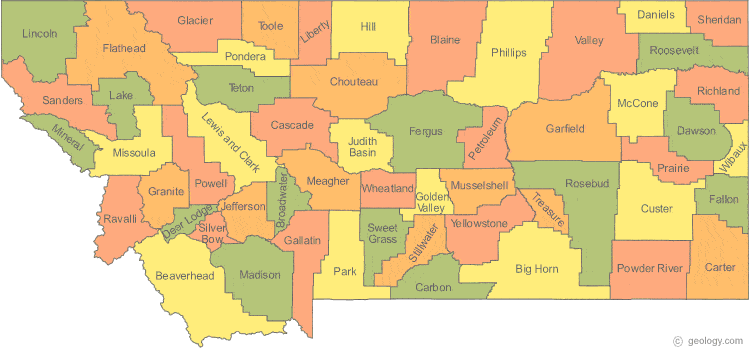 Lincoln
Flathead
Glacier
Toole
Liberty
Hill
Blaine
Phillips
Valley
Daniels
Sheridan
Roosevelt
Pondera
Teton
Chouteau
Sanders
Lake
Mineral
Missoula
Lewis and Clark
Cascade
Judith
Basin
Fergus
Petroleum
Garfield
McCone
Richland
Dawson
Wibaux
Prairie
Powell
Granite
Ravalli
Deer Lodge
Silver
Bow
Jefferson
Broadwater
Meagher
Wheatland
Golden
Valley
Musselshell
Treasure
Rosebud
Custer
Fallon
Beaverhead
Madison
Gallatin
Park
Sweet
Grass
Stillwater
Yellowstone
Carbon
Big Horn
Powder River
Carter
© geology.com